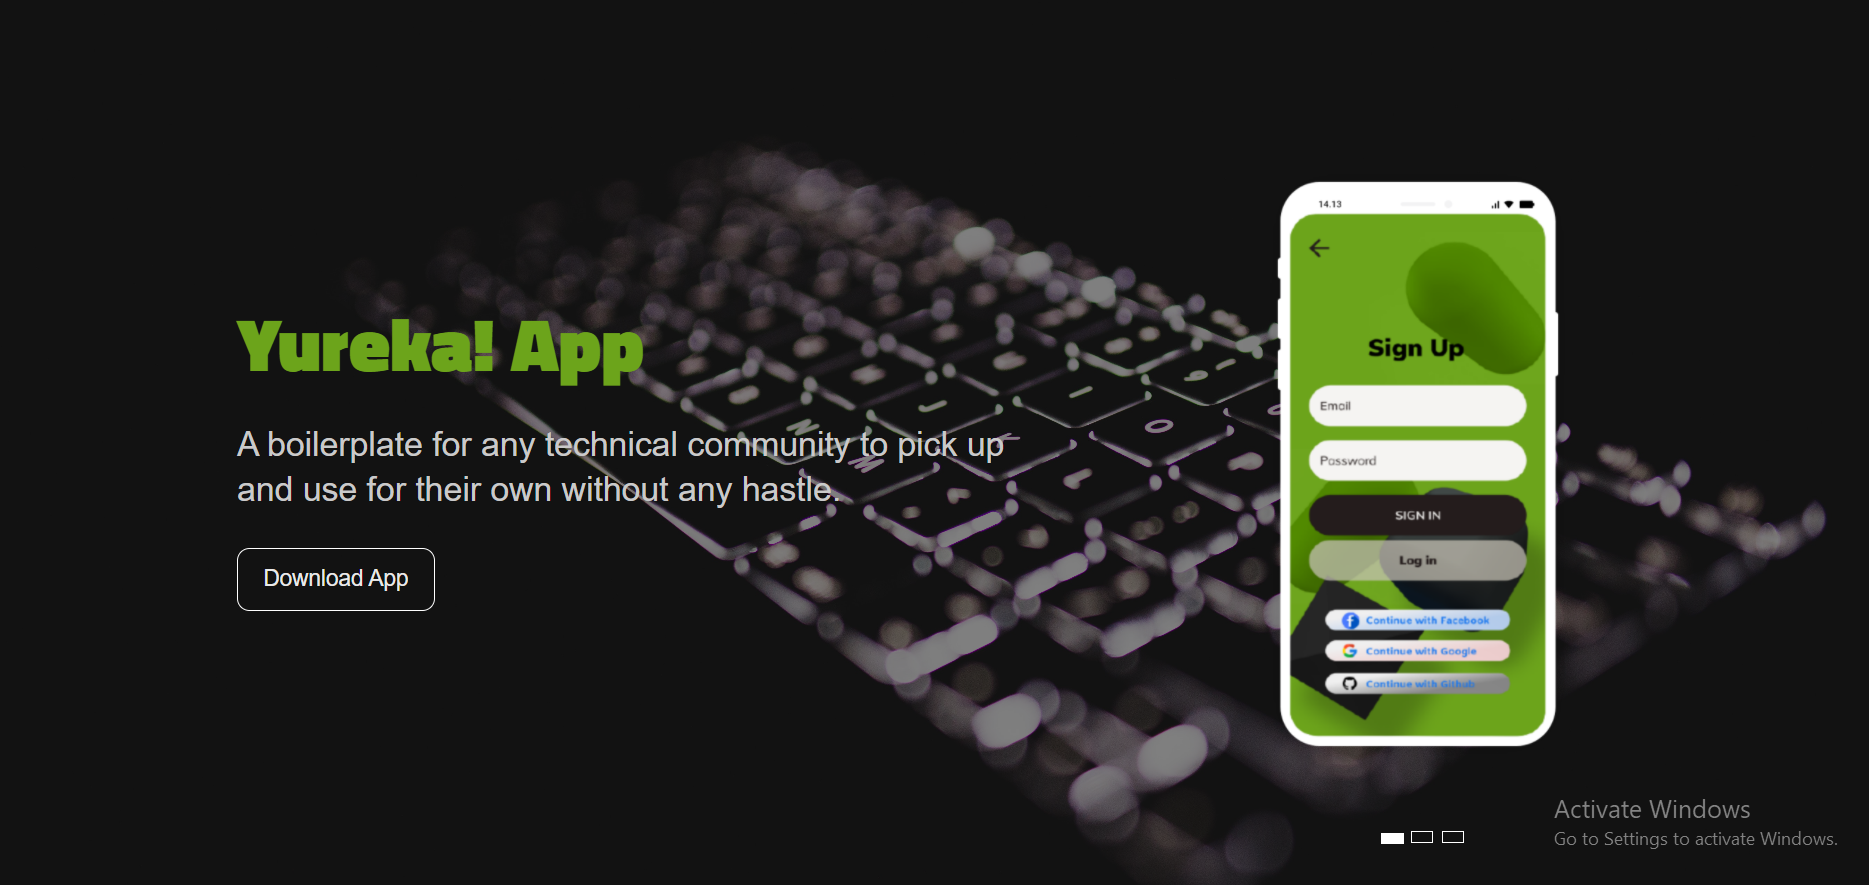 Yureka! App
A boilerplate for any technical community to pick up
and use for their own without any hastle.
Download App
14.13
Sign Up
Email
Password
SIGN IN
Log in
Continue with Facebook
Continue with Google
Continue with Github
Activate Windows
Go to Settings to activate Windows.